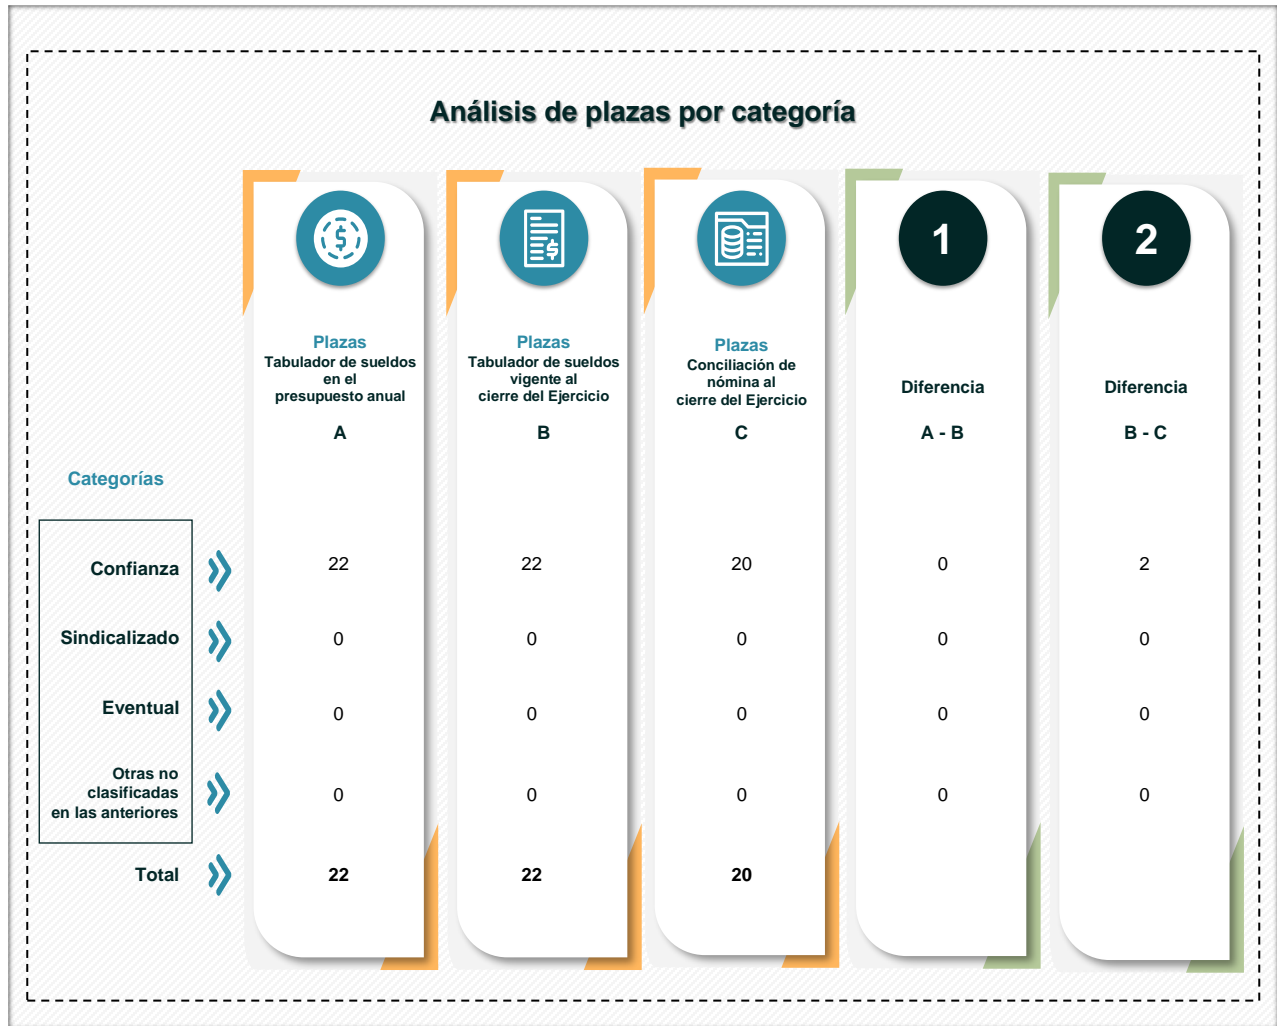 Análisis de plazas por categoría
1
2
Plazas
Tabulador de sueldos
en el
presupuesto anual
A
Plazas
Tabulador de sueldos
vigente al
cierre del Ejercicio
B
Plazas
Conciliación de
nómina al
cierre del Ejercicio
C
Diferencia
A - B
Diferencia
B - C
Categorías
Confianza 22 22 20 0 2
Sindicalizado 0 0 0 0 0
Eventual 0 0 0 0 0
Otras no
clasificadas
en las anteriores
0 0 0 0 0
Total 22 22 20